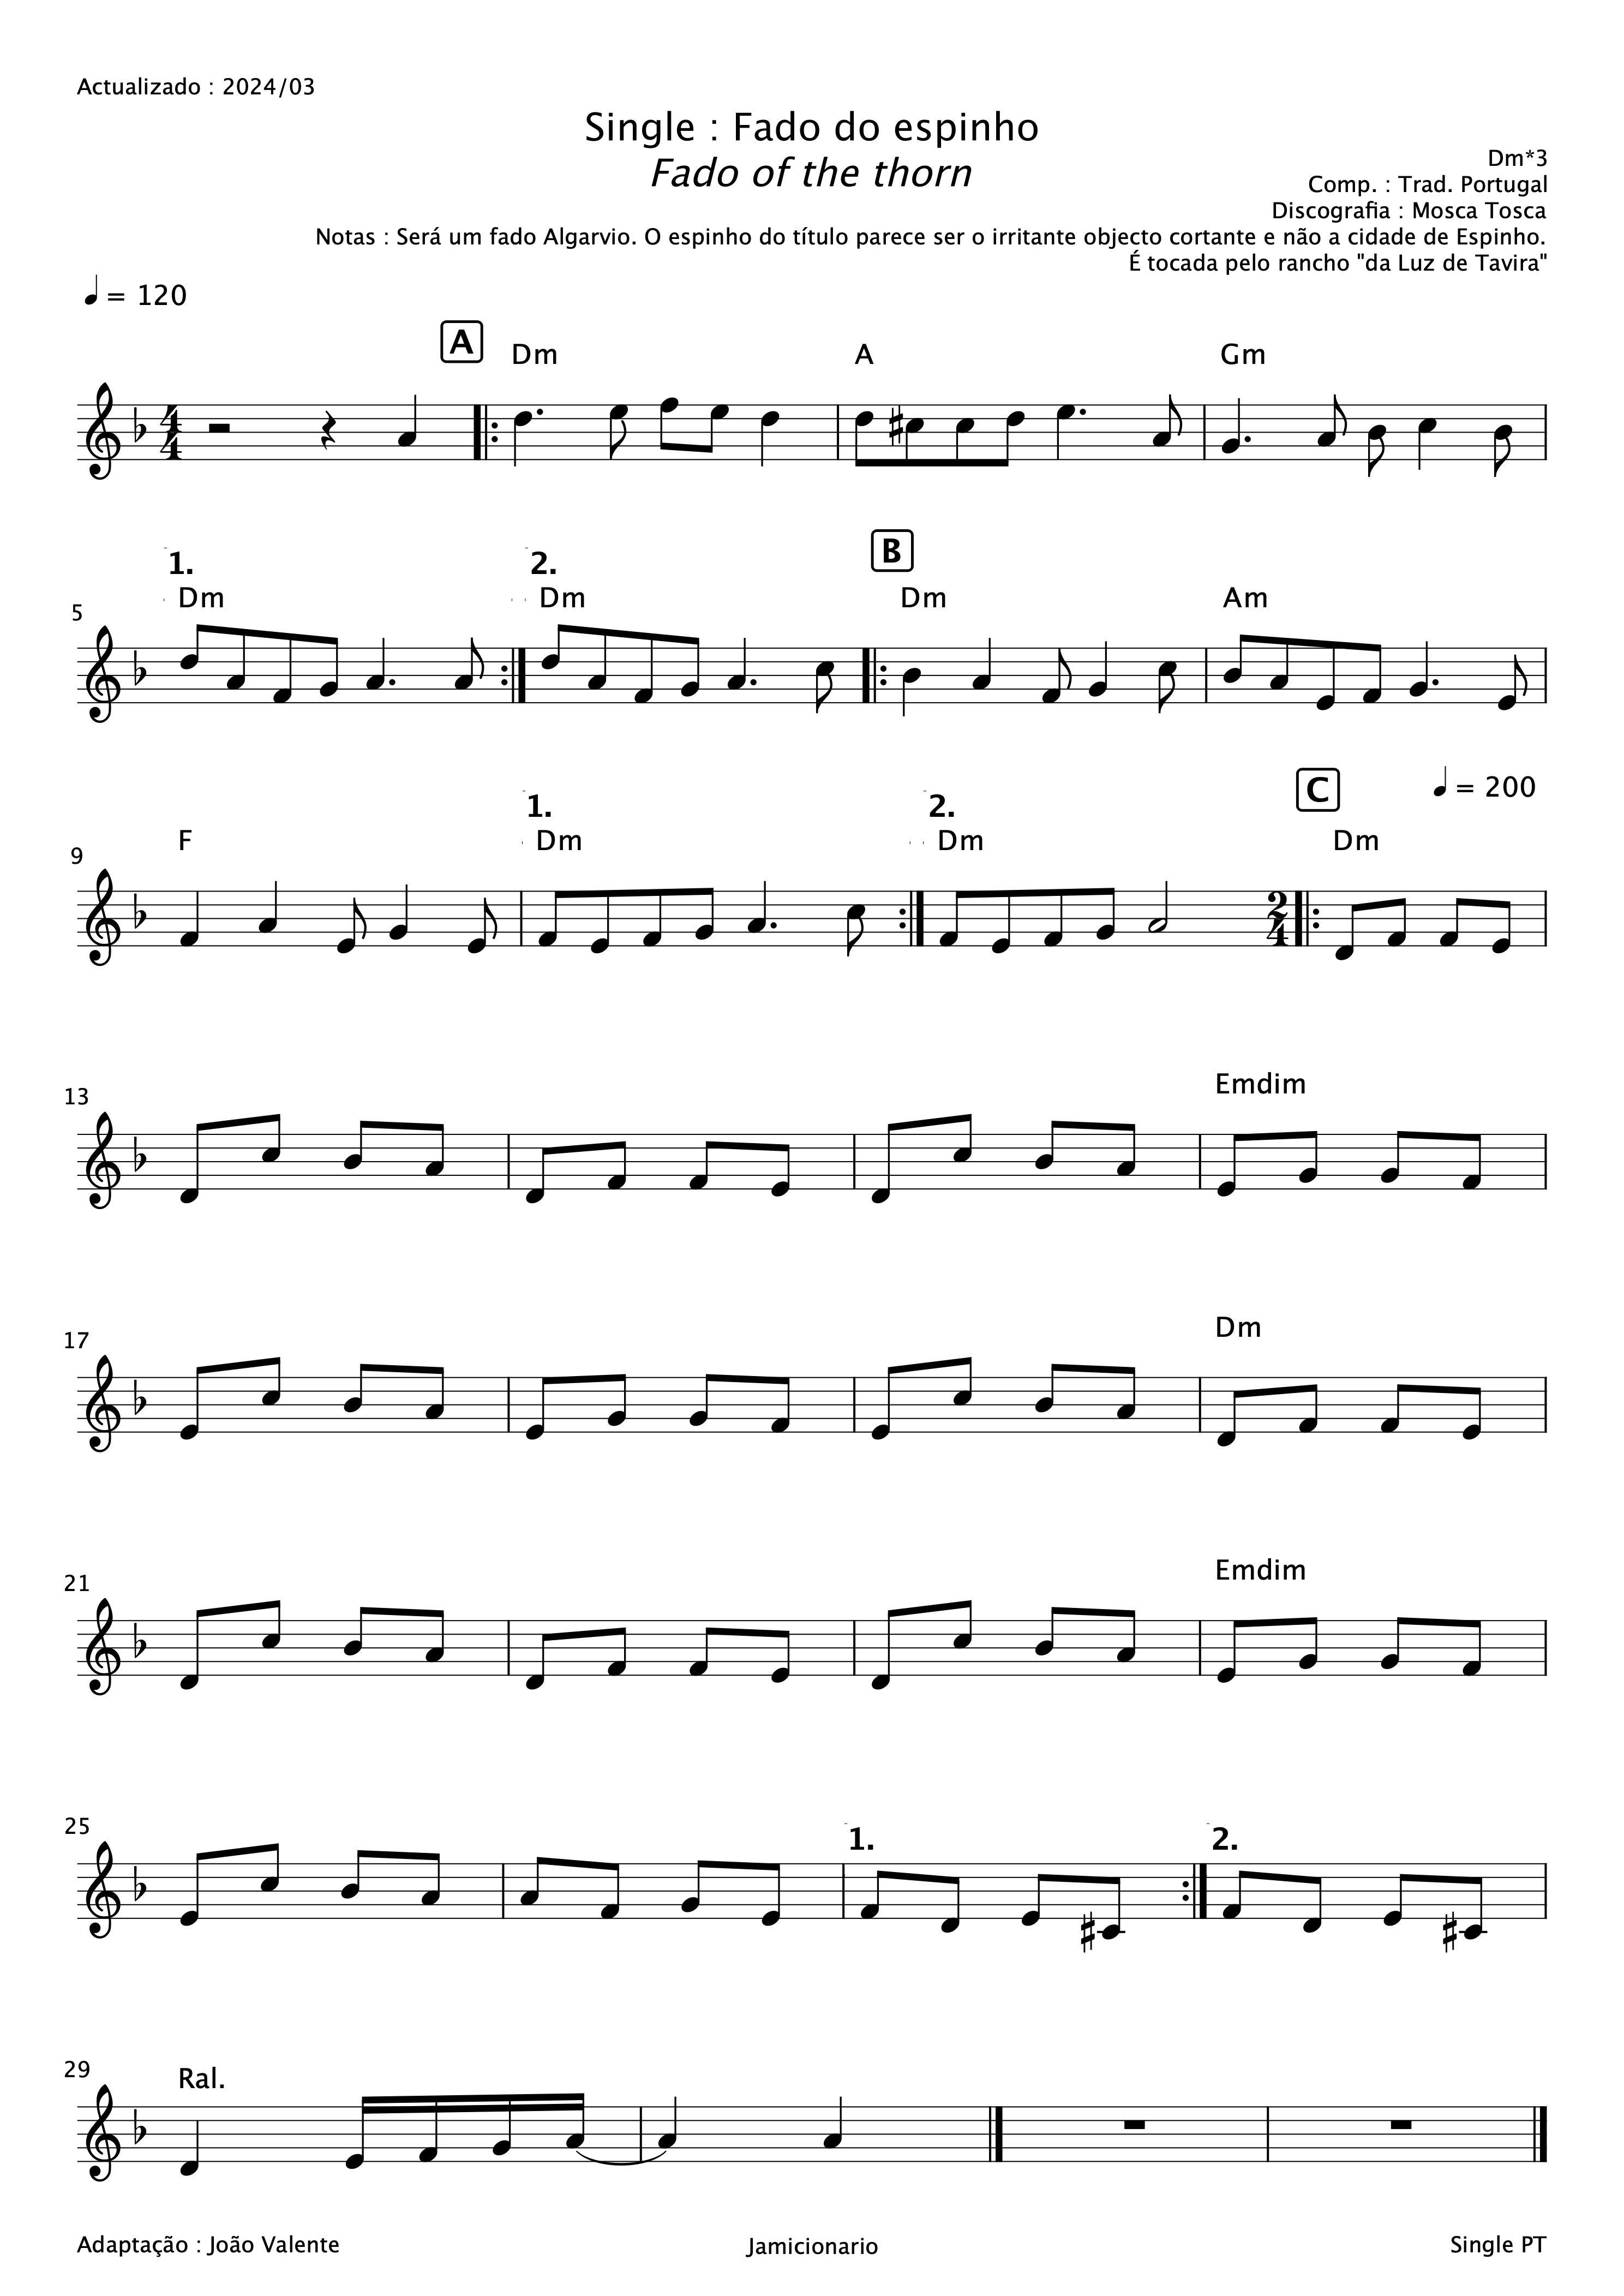 Actualizado : 2024/03
Single : Fado do espinho
Fado of the thorn
Dm*3
Comp. : Trad. Portugal
Discografia : Mosca Tosca
Notas : Será um fado Algarvio. O espinho do título parece ser o irritante objecto cortante e não a cidade de Espinho.
É tocada pelo rancho "da Luz de Tavira"
= 120
A Dm A Gm
4
4
1. 2. B
Dm Dm Dm Am
5
1. 2. C = 200
F Dm Dm Dm
9
2
4
Emdim
13
Dm
17
Emdim
21
1. 2.
25
Ral.
29
Adaptação : João Valente Jamicionario Single PT